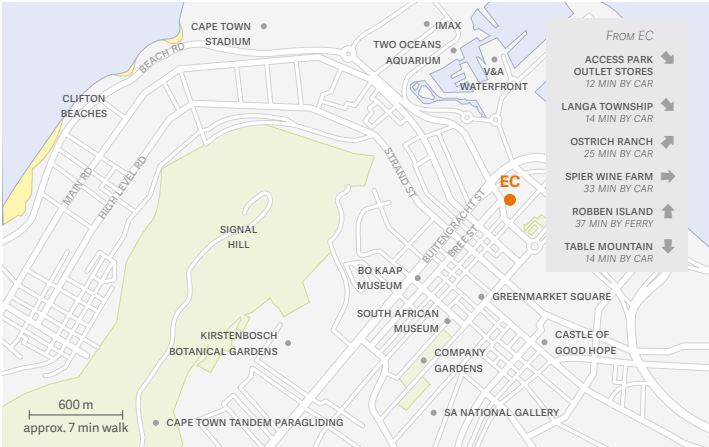 CAPE TOWN
STADIUM
IMAX
TWO OCEANS
AQUARIUM
V&A
WATERFRONT
BEACH RD
CLIFTON
BEACHES
MAIN RD
HIGH LEVEL RD
STRAND ST
BUITENGRACHT ST
BREE ST
EC
SIGNAL
HILL
BO KAAP
MUSEUM
GREENMARKET SQUARE
SOUTH AFRICAN
MUSEUM
KIRSTENBOSCH
BOTANICAL GARDENS
CASTLE OF
GOOD HOPE
COMPANY
GARDENS
SA NATIONAL GALLERY
CAPE TOWN TANDEM PARAGLIDING
600 m
approx. 7 min walk
FROM EC
ACCESS PARK
OUTLET STORES
12 MIN BY CAR
LANGA TOWNSHIP
14 MIN BY CAR
OSTRICH RANCH
25 MIN BY CAR
SPIER WINE FARM
33 MIN BY CAR
ROBBEN ISLAND
37 MIN BY FERRY
TABLE MOUNTAIN
14 MIN BY CAR